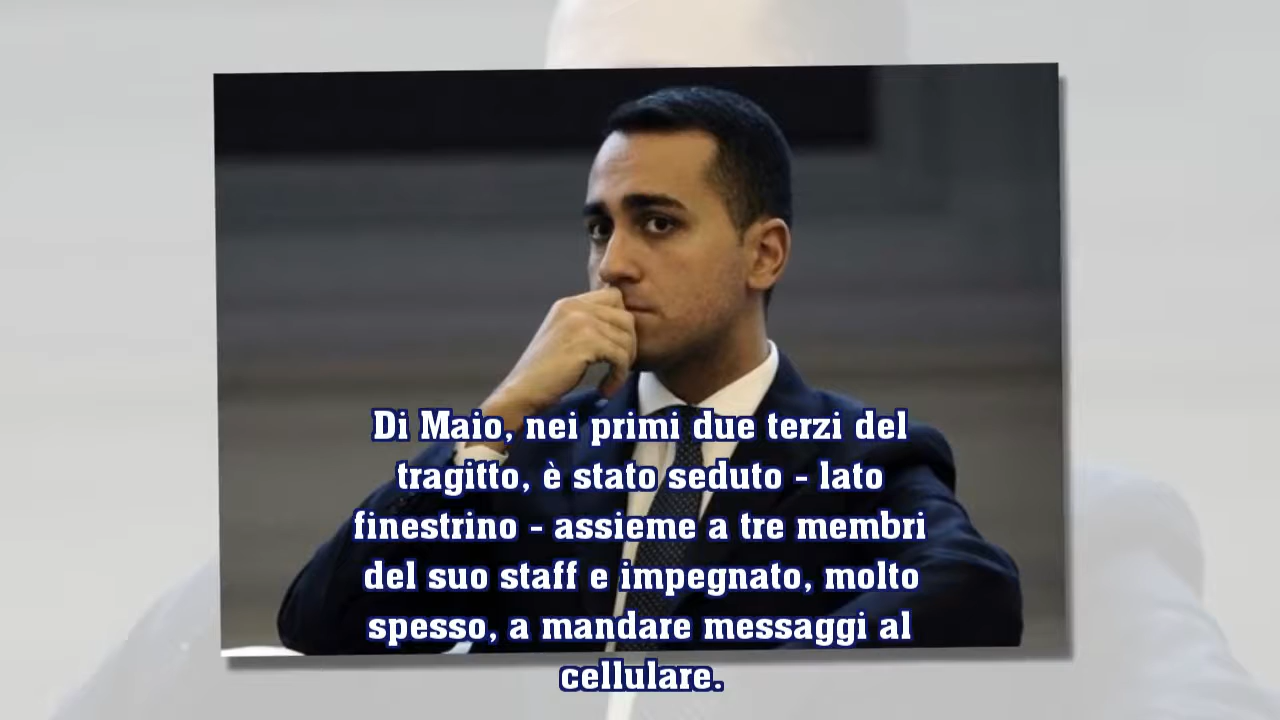 Di Maio, nei primi due terzi del
tragitto, è stato seduto - lato
finestrino - assieme a tre membri
del suo staff e impegnato, molto
spesso, a mandare messaggi al
cellulare.